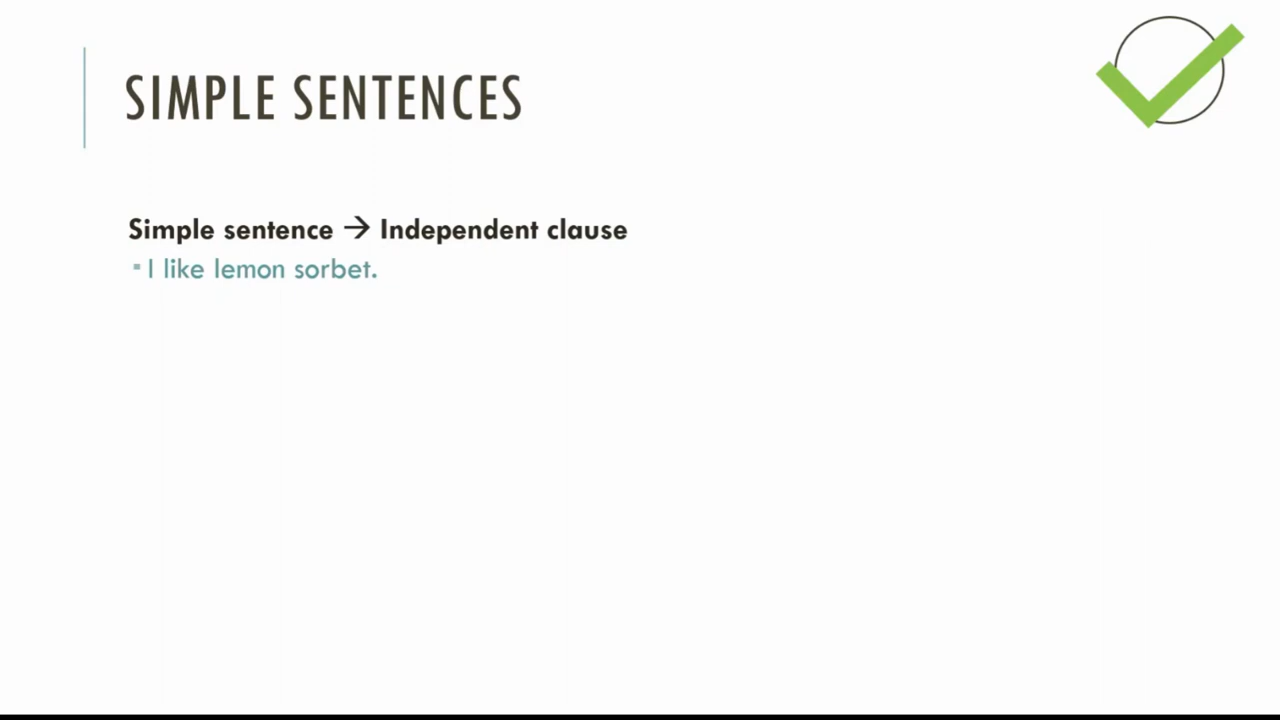 SIMPLE SENTENCES
Simple sentence → Independent clause
▪ I like lemon sorbet.